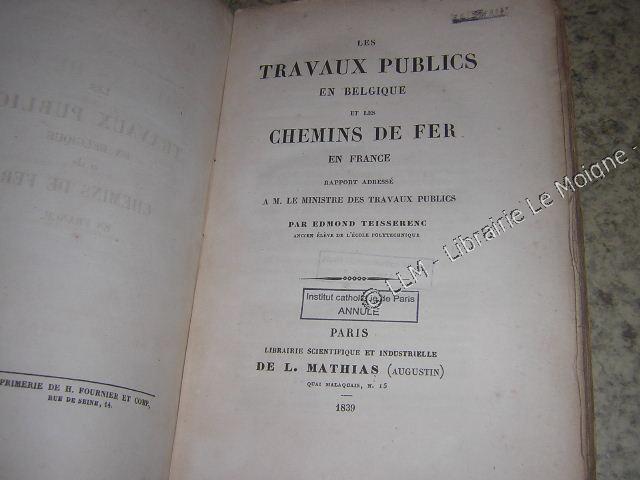 LES
TRAVAUX PUBLICS
EN BELGIQUE
ET LES
CHEMINS DE FER
EN FRANCE
RAPPORT ADRESSÉ
A M. LE MINISTRE DES TRAVAUX PUBLICS
PAR EDMOND TEISSERENC
ANCIEN ÉLÈVE DE L'ÉCOLE POLYTECHNIQUE
Institut catholique de Paris
ANNULÉ
PARIS
LIBRAIRIE SCIENTIFIQUE ET INDUSTRIELLE
DE L. MATHIAS (AUGUSTIN)
QUAI MALAQUAIS, N. 15
1839
PRIMERIE DE H. FOURNIER ET COMP,
RUE DE SEINE, 14.
LLM - Librairie Le Moigne -